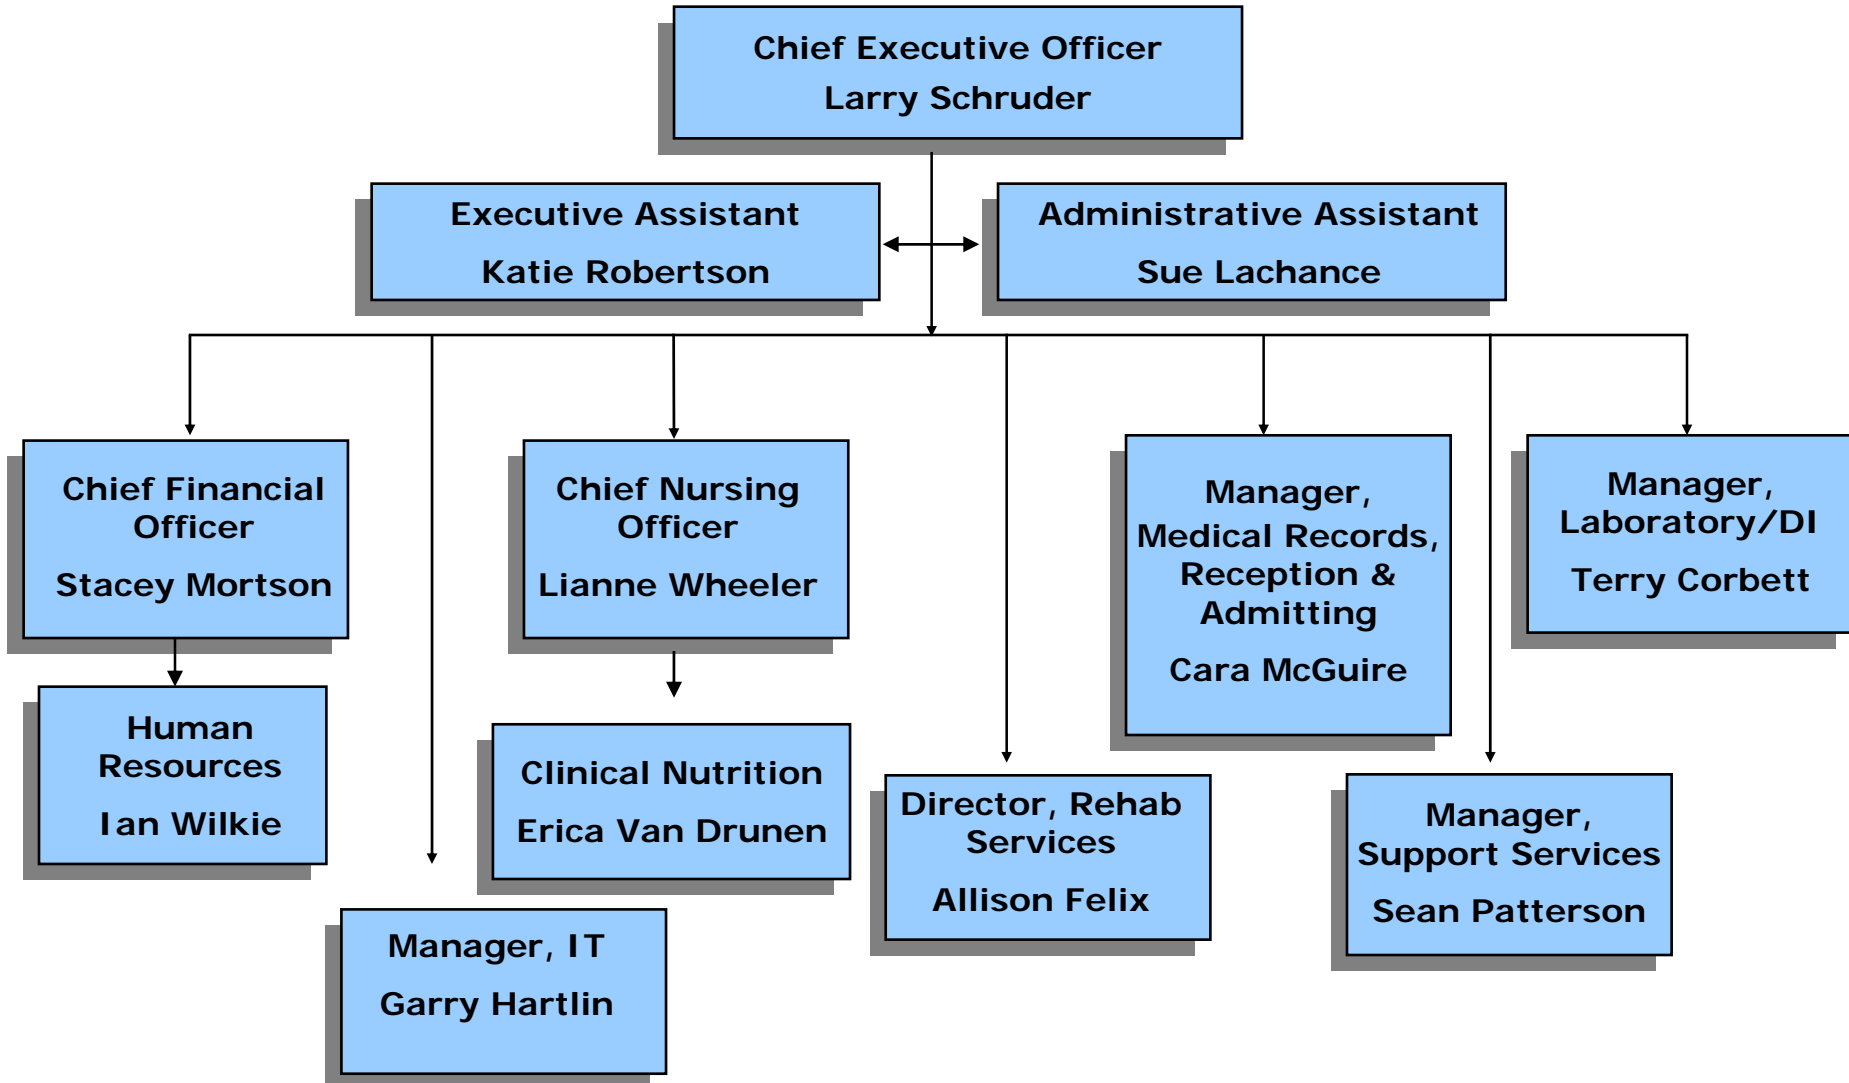 Chief Executive Officer
Larry Schruder
Executive Assistant
Katie Robertson
Administrative Assistant
Sue Lachance
Chief Financial
Officer
Stacey Mortson
Chief Nursing
Officer
Lianne Wheeler
Manager,
Medical Records,
Reception &
Admitting
Cara McGuire
Manager,
Laboratory/DI
Terry Corbett
Human
Resources
Ian Wilkie
Clinical Nutrition
Erica Van Drunen
Director, Rehab
Services
Allison Felix
Manager,
Support Services
Sean Patterson
Manager, IT
Garry Hartlin